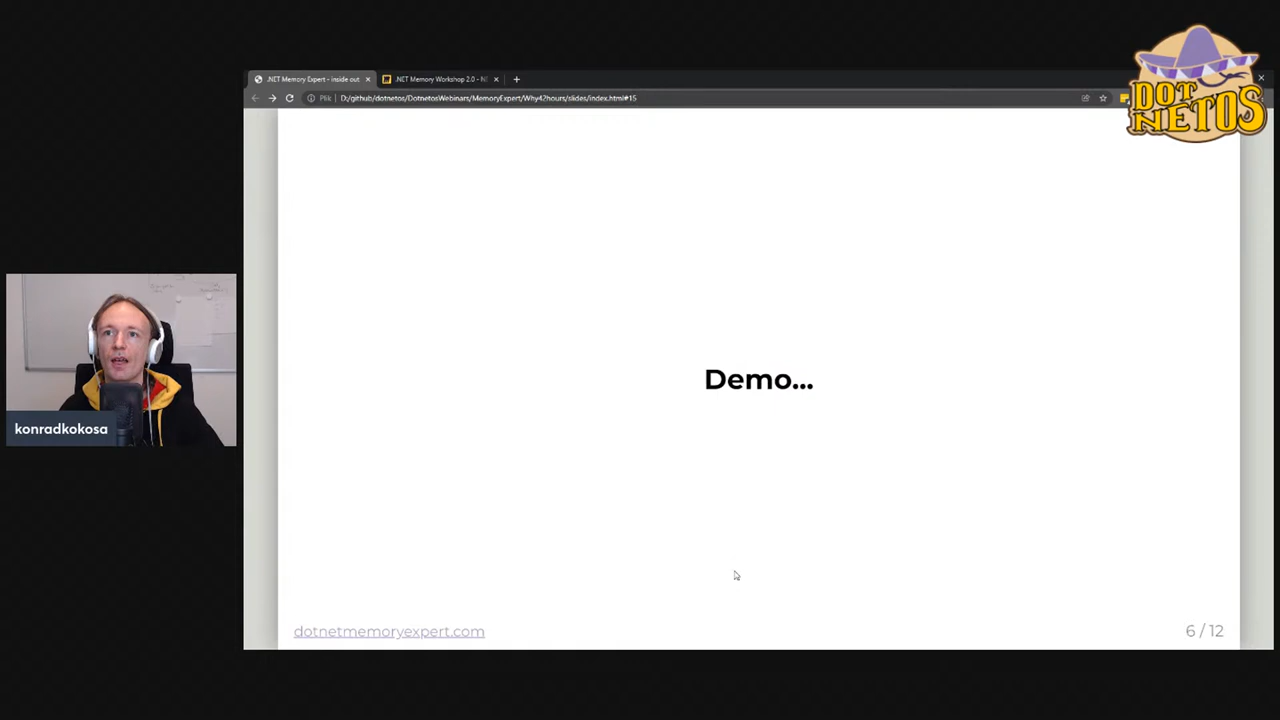 .NET Memory Expert - inside out
.NET Memory Workshop 2.0 - N
Plik
D:/github/dotnetos/DotnetosWebinars/MemoryExpert/Why42hours/slides/index.html#15
DOT
NETOS
Demo...
konradkokosa
dotnetmemoryexpert.com
6 / 12